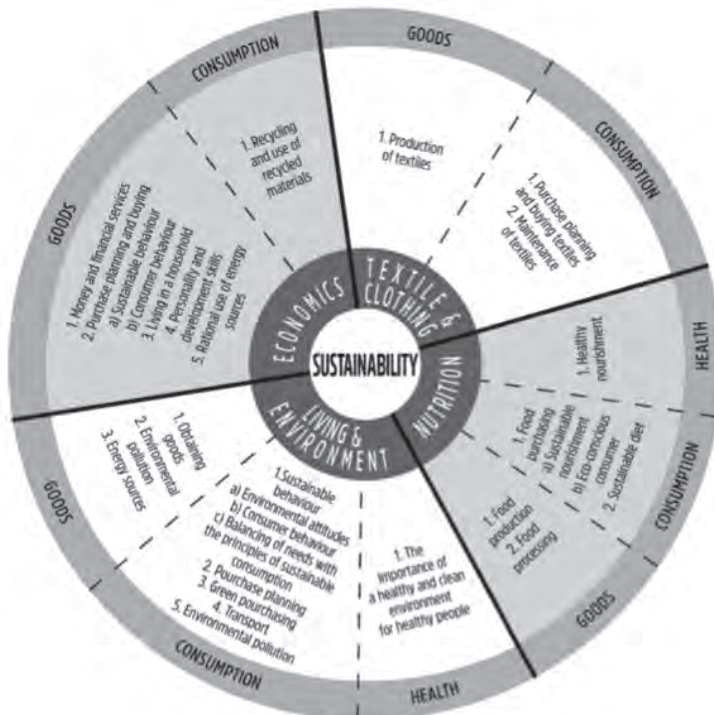 SUSTAINABILITY
ECONOMICS
TEXTILE &
CLOTHING
NUTRITION
LIVING &
ENVIRONMENT
GOODS
1. Production
of textiles
CONSUMPTION
1. Purchase planning
and buying textiles
2. Maintenance
of textiles
HEALTH
1. Healthy
nourishment
CONSUMPTION
1. Food
purchasing
a) Sustainable
nourishment
b) Eco-conscious
consumer
2. Sustainable diet
GOODS
1. Food
production
2. Food
processing
HEALTH
1. The
importance of
a healthy and clean
environment
for healthy people
CONSUMPTION
1.Sustainable
behaviour
a) Environmental attitudes
b) Consumer behaviour
c) Balancing of needs with
the principles of sustainable
consumption
2. Pourchase planning
3. Green pourchasing
4. Transport
5. Environmental pollution
GOODS
1. Obtaining
goods
2. Environmental
pollution
3. Energy sources
GOODS
1. Money and financial services
2. Purchase planning and buying
a) Sustainable behaviour
b) Consumer behaviour
3. Living in a household
4. Personality and
development skills
5. Rational use of energy
sources
CONSUMPTION
1. Recycling
and use of
recycled
materials